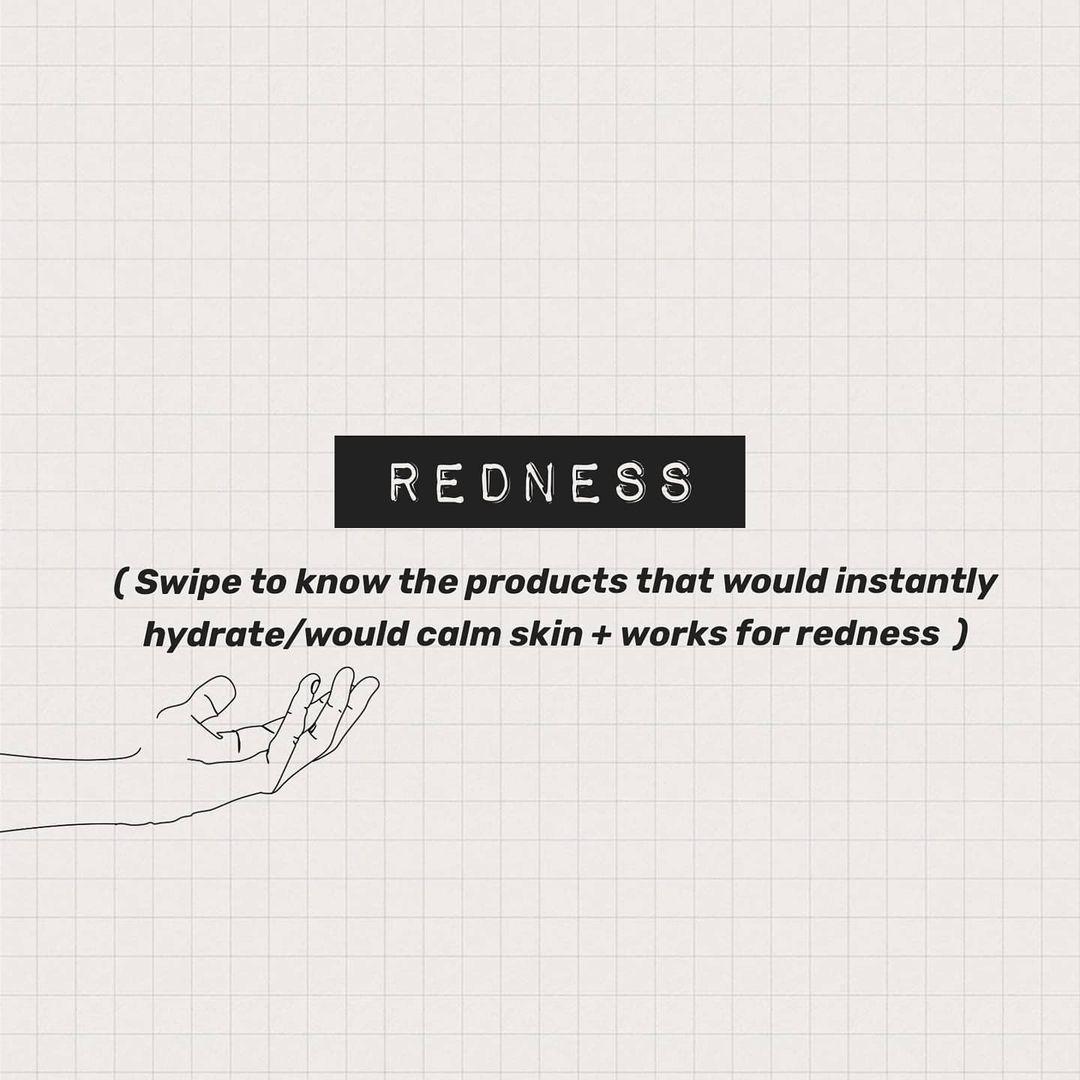 REDNESS
( Swipe to know the products that would instantly
hydrate/would calm skin + works for redness )